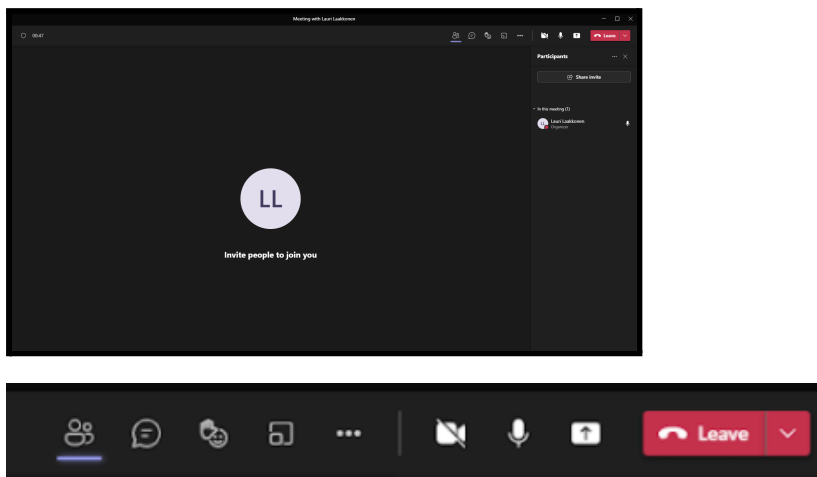 Meeting with Lauri Laakkonen
00:47
Leave
Participants
Share invite
In this meeting (1)
LL
Lauri Laakkonen
Organizer
LL
Invite people to join you
Leave